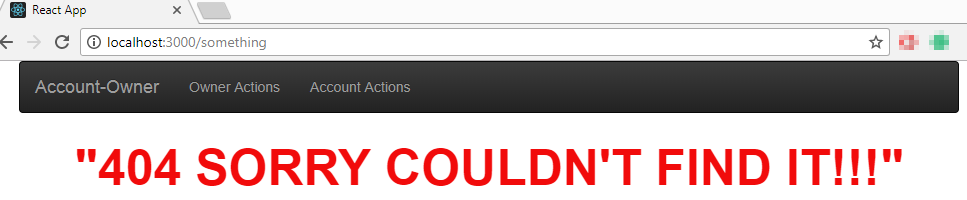 React App
localhost:3000/something
Account-Owner Owner Actions Account Actions
"404 SORRY COULDN'T FIND IT!!!"